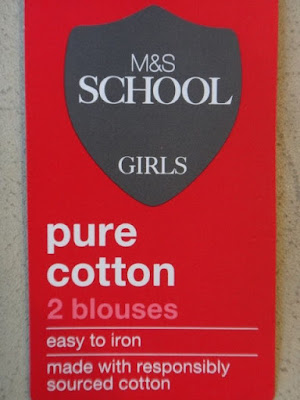 M&S
SCHOOL
GIRLS
pure
cotton
2 blouses
easy to iron
made with responsibly
sourced cotton